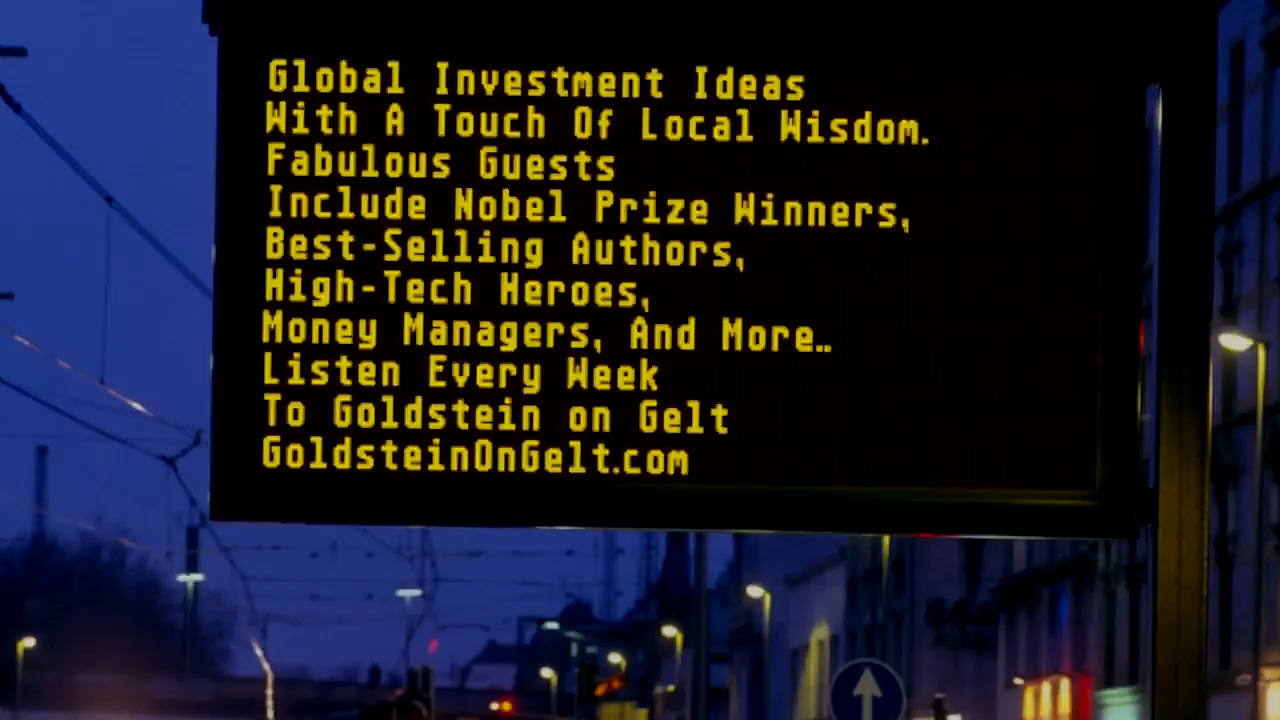 Global Investment Ideas
With A Touch Of Local Wisdom.
Fabulous Guests
Include Nobel Prize Winners,
Best-Selling Authors,
High-Tech Heroes,
Money Managers, And More..
Listen Every Week
To Goldstein on Gelt
GoldsteinOnGelt.com